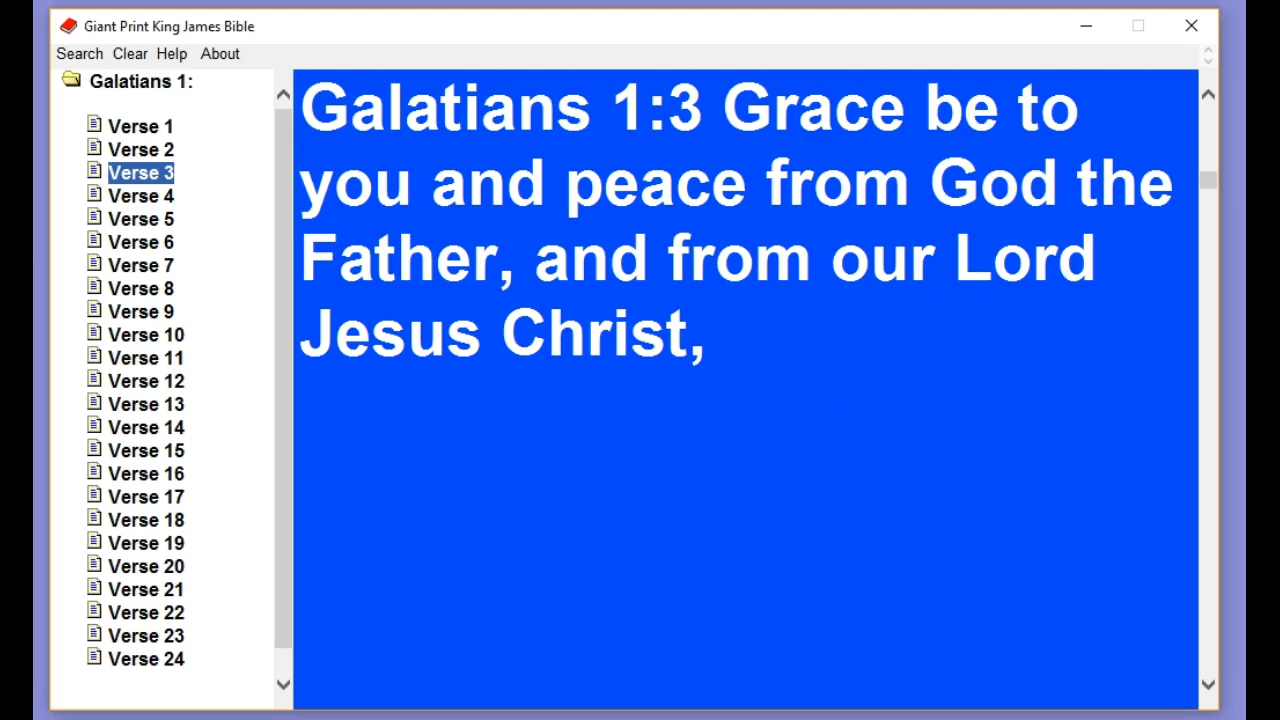 Giant Print King James Bible
Search Clear Help About
Galatians 1:
Verse 1
Verse 2
Verse 3
Verse 4
Verse 5
Verse 6
Verse 7
Verse 8
Verse 9
Verse 10
Verse 11
Verse 12
Verse 13
Verse 14
Verse 15
Verse 16
Verse 17
Verse 18
Verse 19
Verse 20
Verse 21
Verse 22
Verse 23
Verse 24
Galatians 1:3 Grace be to
you and peace from God the
Father, and from our Lord
Jesus Christ,